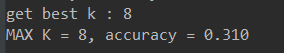 get best k : 8
MAX K = 8, accuracy = 0.310